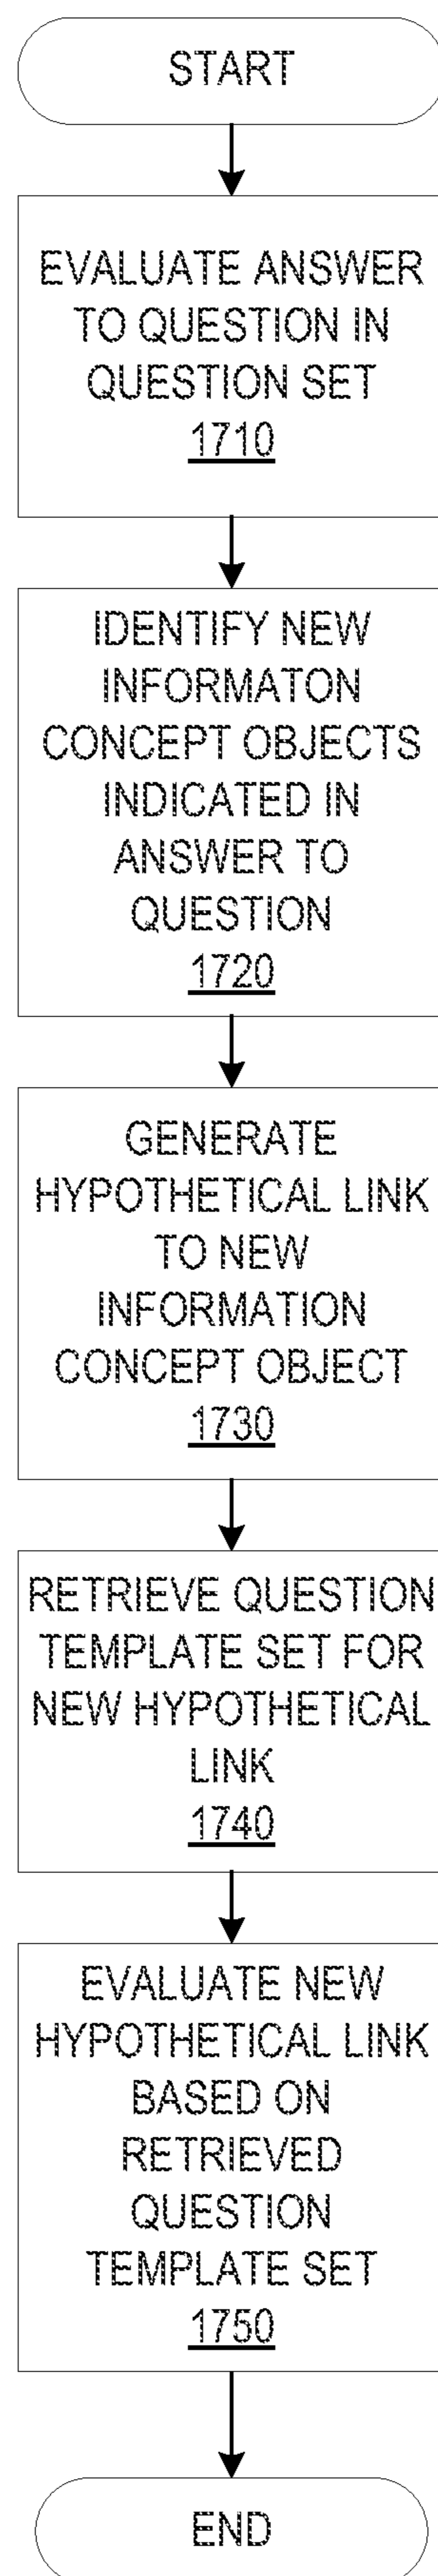 START
EVALUATE ANSWER
TO QUESTION IN
QUESTION SET
1710
IDENTIFY NEW
INFORMATON
CONCEPT OBJECTS
INDICATED IN
ANSWER TO
QUESTION
1720
GENERATE
HYPOTHETICAL LINK
TO NEW
INFORMATION
CONCEPT OBJECT
1730
RETRIEVE QUESTION
TEMPLATE SET FOR
NEW HYPOTHETICAL
LINK
1740
EVALUATE NEW
HYPOTHETICAL LINK
BASED ON
RETRIEVED
QUESTION
TEMPLATE SET
1750
END